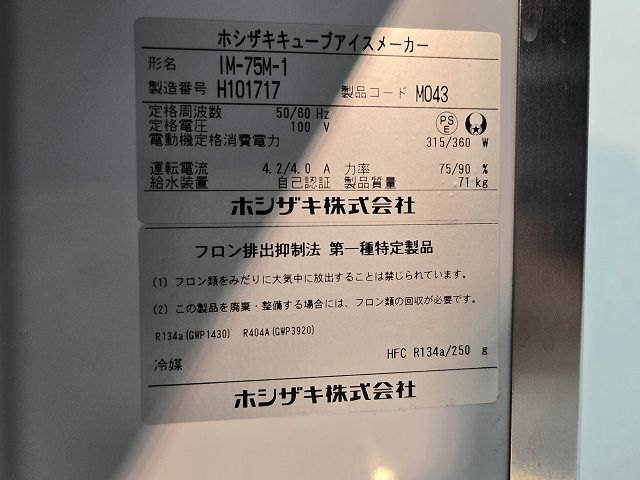 ホシザキキューブアイスメーカー
形名 IM-75M-1
製造番号 H101717 製品コード M043
定格周波数 50/60 Hz
定格電圧 100 V
PSE
電動機定格消費電力 315/360 W
運転電流 4.2/4.0 A 力率 75/90 %
給水装置 自己認証 製品質量 71 kg
ホシザキ株式会社
フロン排出抑制法 第一種特定製品
(1) フロン類をみだりに大気中に放出することは禁じられています。
(2) この製品を廃棄・整備する場合には、フロン類の回収が必要です。
R134a(GWP1430) R404A(GWP3920)
冷媒 HFC R134a/250 g
ホシザキ株式会社